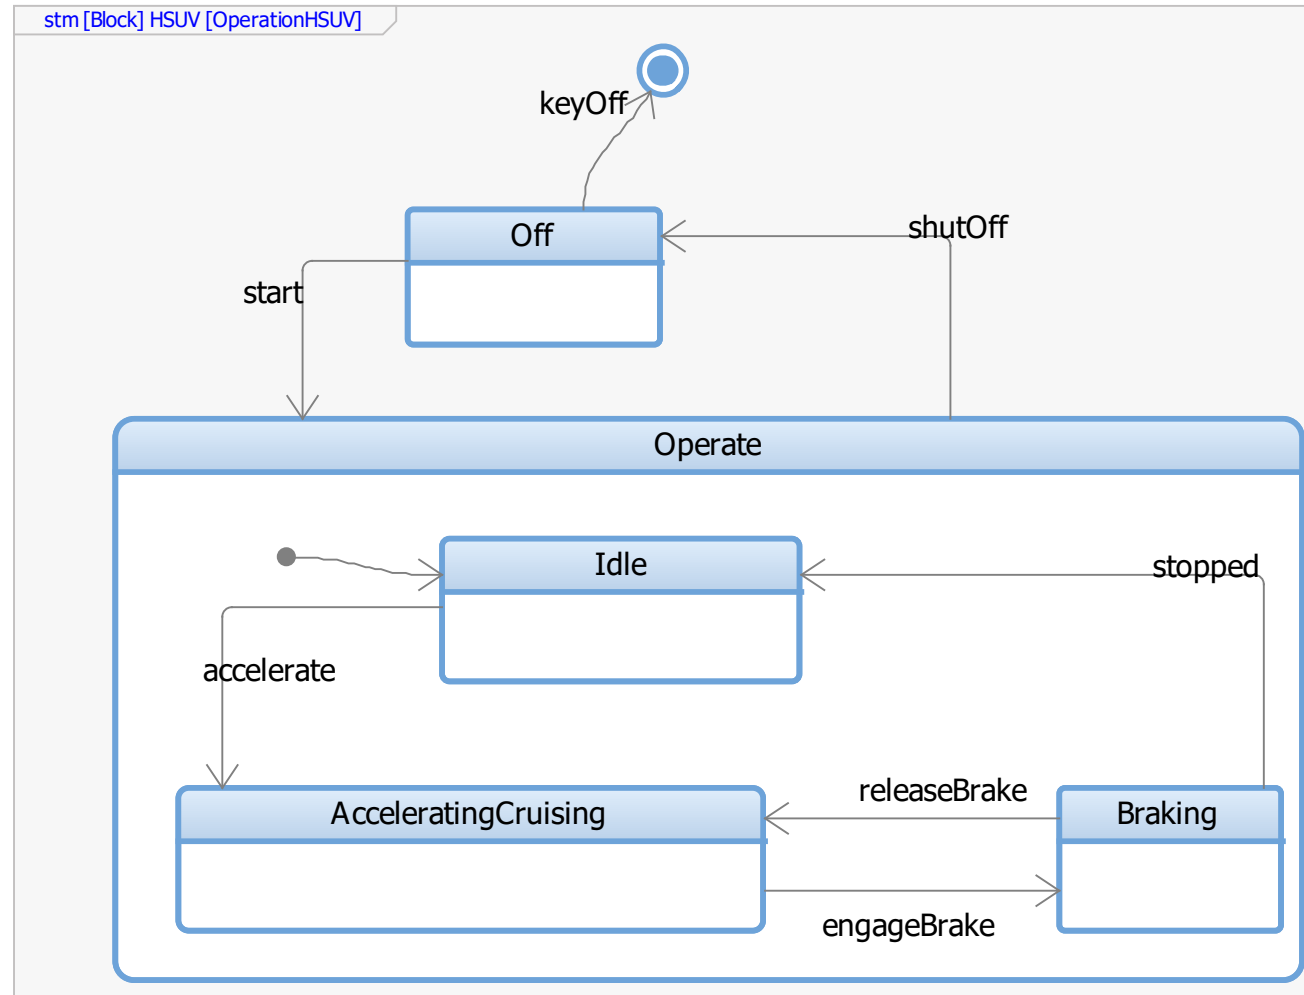 stm [Block] HSUV [OperationHSUV]
keyOff
Off
shutOff
start
Operate
Idle
stopped
accelerate
releaseBrake
AcceleratingCruising
Braking
engageBrake